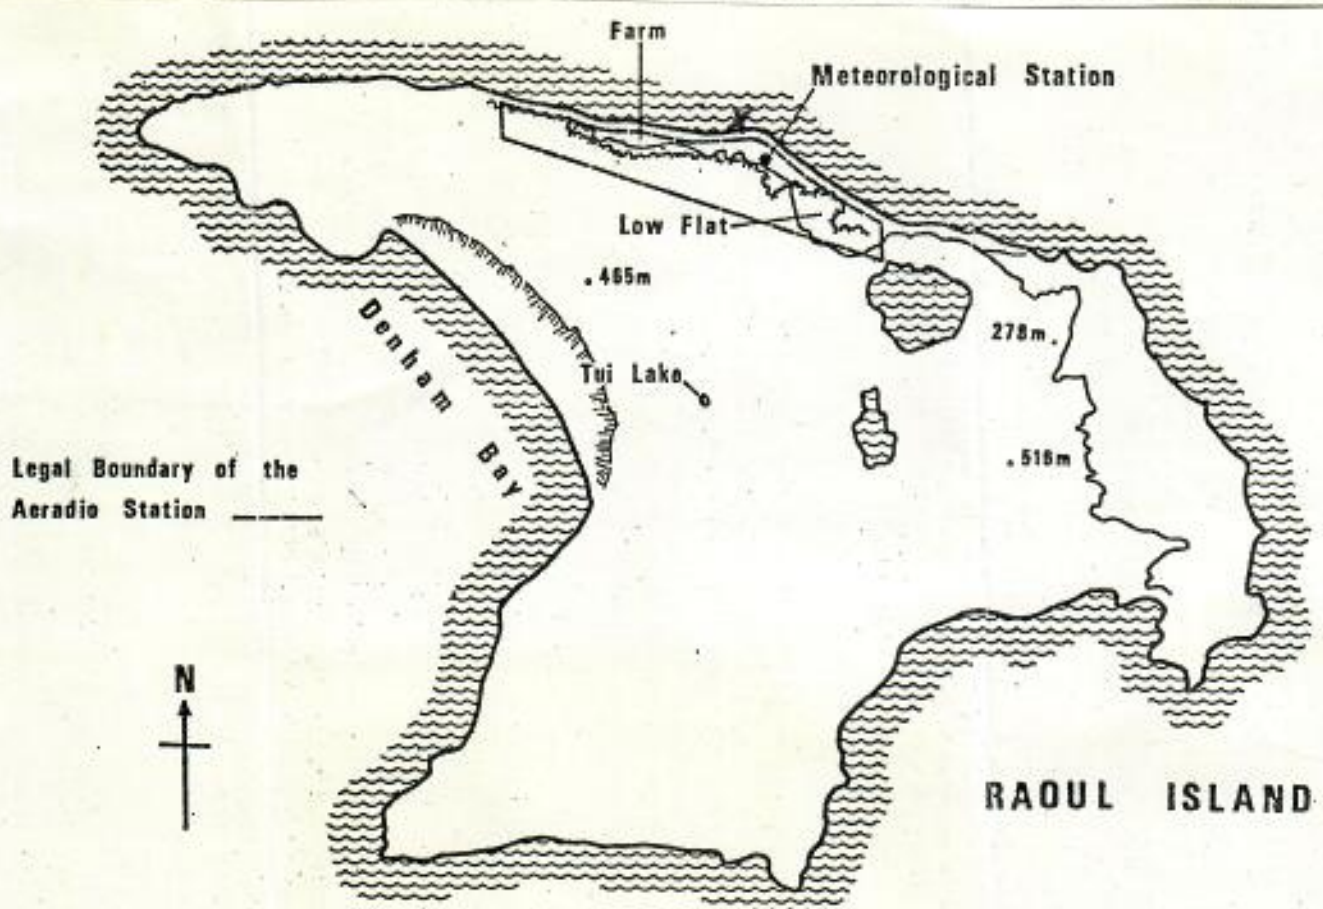 Farm
Meteorological Station
Low Flat
.465m
278m.
Tui Lake
Denham Bay
.516m
Legal Boundary of the
Aeradio Station
N
RAOUL ISLAND